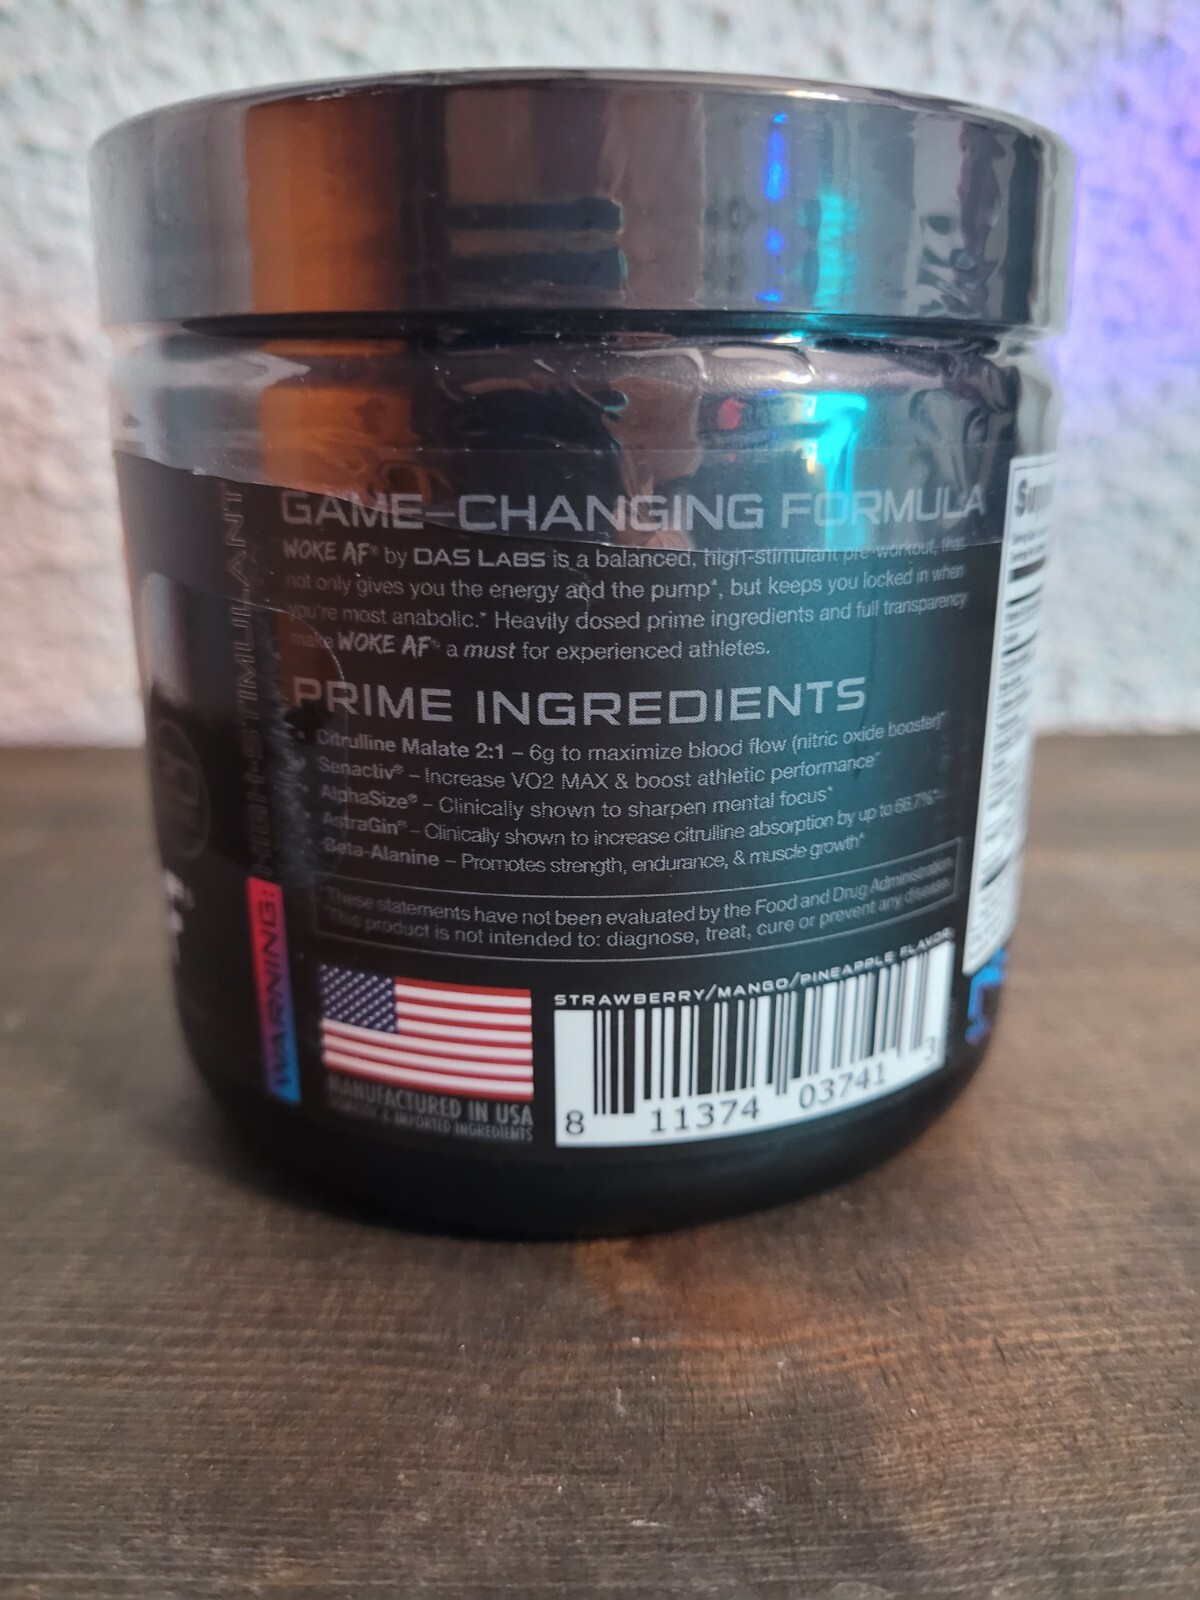 GAME-CHANGING FORMULA
WOKE AF® by DAS LABS is a balanced, high-stimulant pre-workout, that
not only gives you the energy and the pump*, but keeps you locked in when
you're most anabolic.* Heavily dosed prime ingredients and full transparency
make WOKE AF® a must for experienced athletes.
PRIME INGREDIENTS
• Citrulline Malate 2:1 – 6g to maximize blood flow (nitric oxide booster)*
• Senactiv® – Increase VO2 MAX & boost athletic performance*
• AlphaSize® – Clinically shown to sharpen mental focus*
• AstraGin® – Clinically shown to increase citrulline absorption by up to 66.7%*
• Beta-Alanine – Promotes strength, endurance, & muscle growth*
*These statements have not been evaluated by the Food and Drug Administration.
This product is not intended to: diagnose, treat, cure or prevent any disease.
WARNING: HIGH-STIMULANT
STRAWBERRY/MANGO/PINEAPPLE FLAVOR
MANUFACTURED IN USA
DOMESTIC & IMPORTED INGREDIENTS
8 11374 03741 3